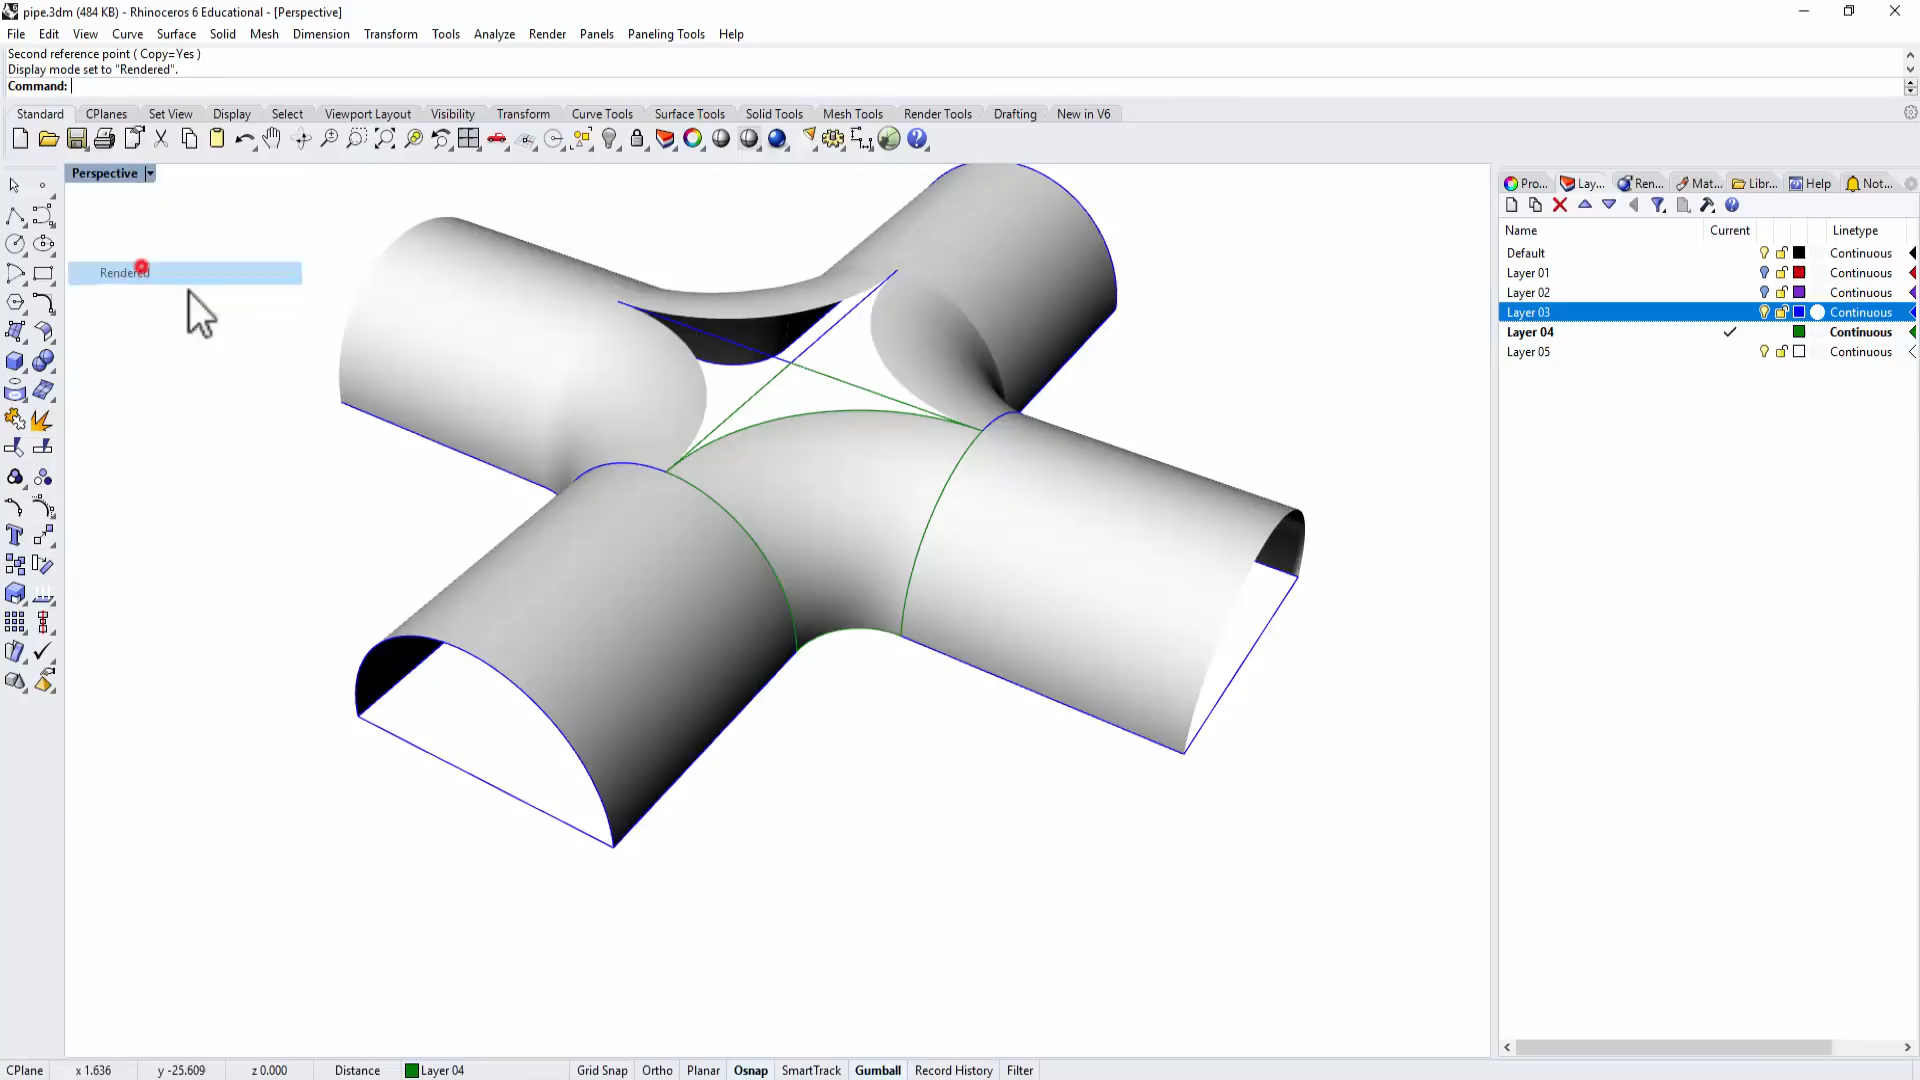 pipe.3dm (484 KB) - Rhinoceros 6 Educational - [Perspective]
File Edit View Curve Surface Solid Mesh Dimension Transform Tools Analyze Render Panels Paneling Tools Help
Second reference point ( Copy=Yes )
Display mode set to "Rendered".
Command:
Standard CPlanes Set View Display Select Viewport Layout Visibility Transform Curve Tools Surface Tools Solid Tools Mesh Tools Render Tools Drafting New in V6
Perspective
Rendered
Pro... Lay... Ren... Mat... Libr... Help Not...
Name Current Linetype
Default Continuous
Layer 01 Continuous
Layer 02 Continuous
Layer 03 Continuous
Layer 04 Continuous
Layer 05 Continuous
CPlane x 1.636 y -25.609 z 0.000 Distance Layer 04 Grid Snap Ortho Planar Osnap SmartTrack Gumball Record History Filter